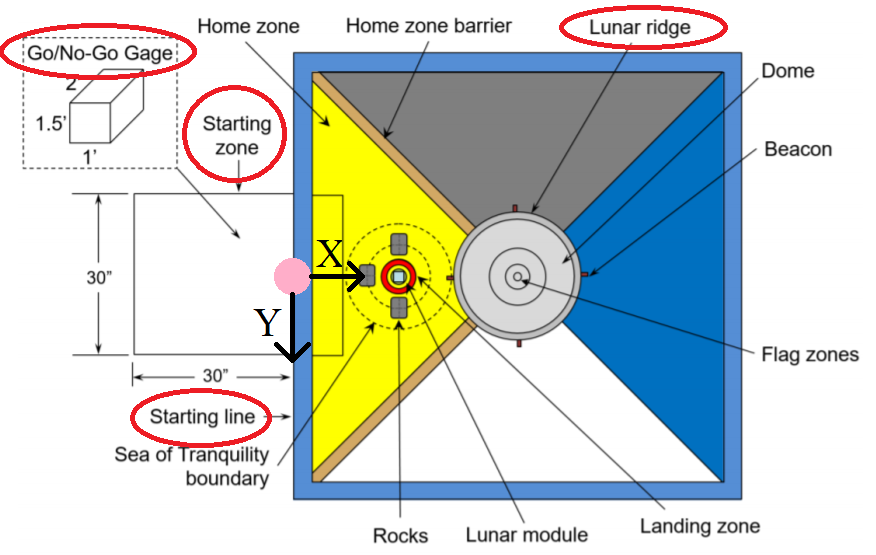 Home zone
Home zone barrier
Lunar ridge
Go/No-Go Gage
2'
1.5'
1'
Starting
zone
Dome
Beacon
X
Y
30"
30"
Starting line
Sea of Tranquility
boundary
Flag zones
Rocks
Lunar module
Landing zone